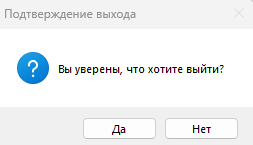 Подтверждение выхода
Вы уверены, что хотите выйти?
Да
Нет